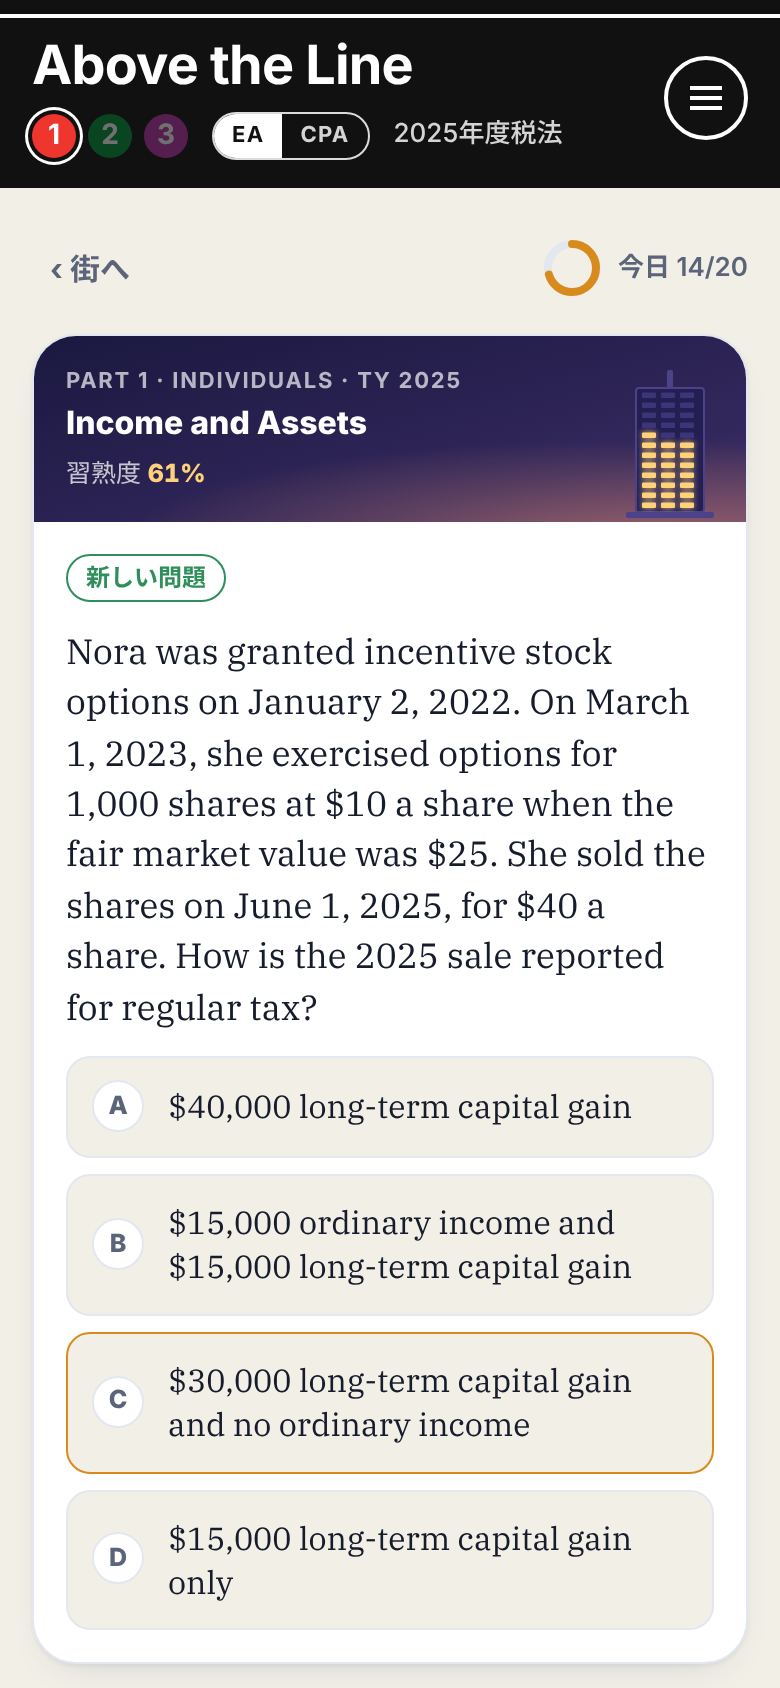 Above the Line
1 2 3 EA CPA 2025年度税法
‹ 街へ
今日 14/20
PART 1 · INDIVIDUALS · TY 2025
Income and Assets
習熟度 61%
新しい問題
Nora was granted incentive stock
options on January 2, 2022. On March
1, 2023, she exercised options for
1,000 shares at $10 a share when the
fair market value was $25. She sold the
shares on June 1, 2025, for $40 a
share. How is the 2025 sale reported
for regular tax?
A $40,000 long-term capital gain
B $15,000 ordinary income and
$15,000 long-term capital gain
C $30,000 long-term capital gain
and no ordinary income
D $15,000 long-term capital gain
only